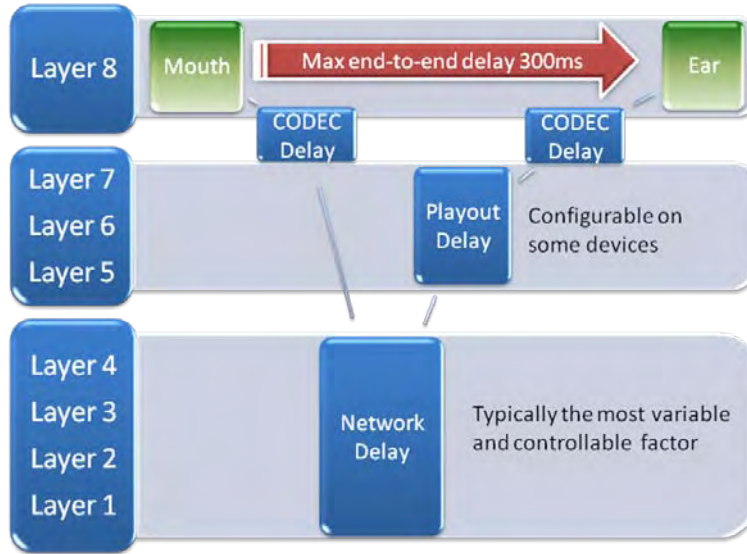 Layer 8
Mouth
Max end-to-end delay 300ms
Ear
CODEC
Delay
CODEC
Delay
Layer 7
Layer 6
Layer 5
Playout
Delay
Configurable on
some devices
Layer 4
Layer 3
Layer 2
Layer 1
Network
Delay
Typically the most variable
and controllable factor